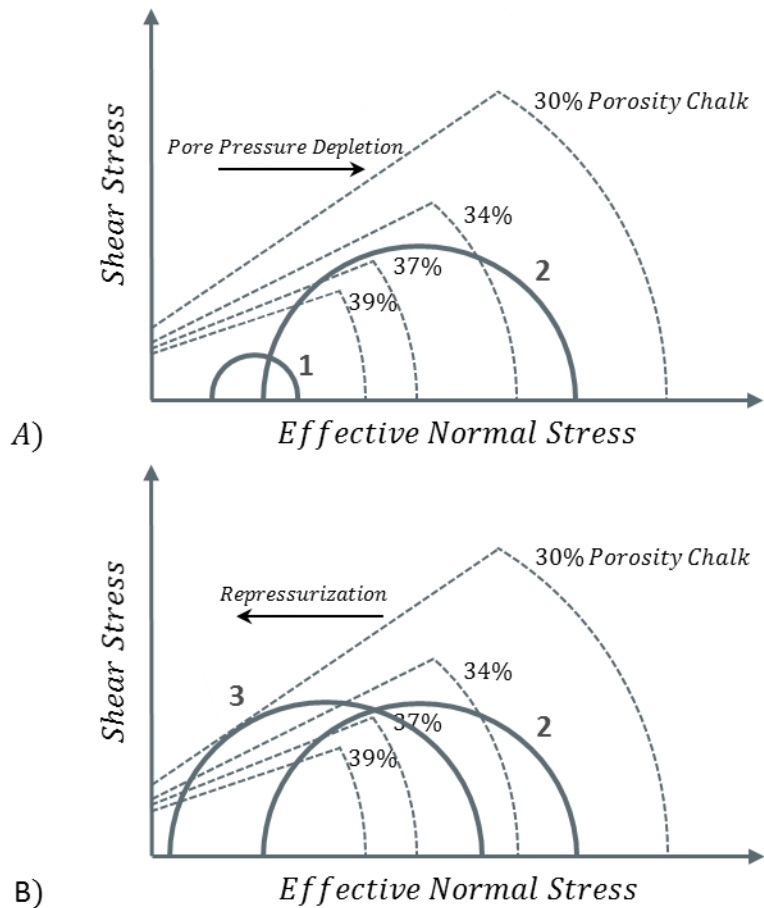 30% Porosity Chalk
Pore Pressure Depletion
34%
37%
2
39%
1
Shear Stress
A)
Effective Normal Stress
30% Porosity Chalk
Repressurization
34%
3
37%
2
39%
Shear Stress
B)
Effective Normal Stress